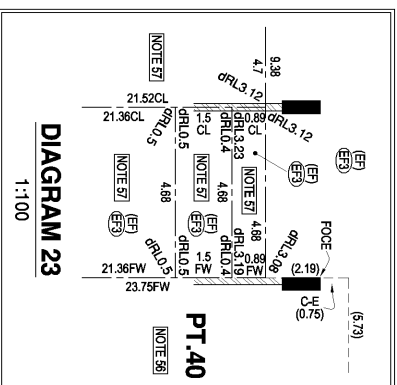 9.38
4.7
NOTE 57
dRL3.12
dRL3.12
21.52CL
21.36CL
dRL0.5
dRL0.5
1.5
CL
dRL0.4
dRL3.23
0.89
CL
(EF)
EF3
(EF)
EF3
NOTE 57
NOTE 57
NOTE 57
4.68
4.68
4.68
(EF)
EF3
(EF)
EF3
DIAGRAM 23
1:100
dRL0.5
dRL0.5
1.5
FW
dRL0.4
dRL3.19
0.89
FW
dRL3.08
FOCE
(2.19)
C-E
(0.75)
(5.73)
21.36FW
23.75FW
PT.40
NOTE 56